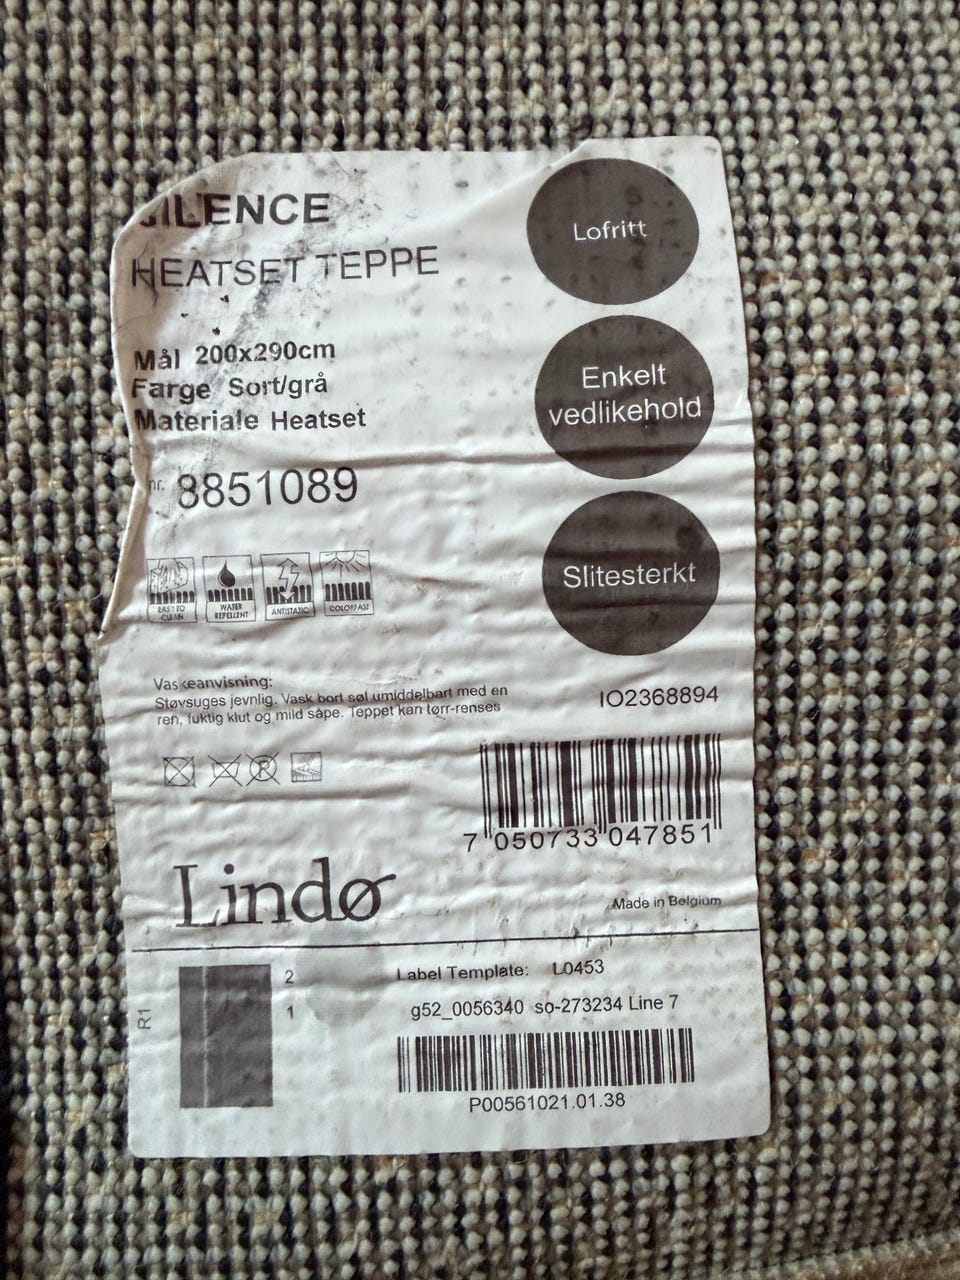 SILENCE
HEATSET TEPPE
Lofritt
Mål 200x290cm
Farge Sort/grå
Materiale Heatset
Enkelt
vedlikehold
nr. 8851089
Slitesterkt
EASY TO
CLEAN
WATER
REPELLENT
ANTISTATIC
COLORFAST
Vaskeanvisning:
Støvsuges jevnlig. Vask bort søl umiddelbart med en
ren, fuktig klut og mild såpe. Teppet kan tørr-renses
IO2368894
P
7 050733 047851
Lindø
Made in Belgium
R1
2
1
Label Template: L0453
g52_0056340 so-273234 Line 7
P00561021.01.38